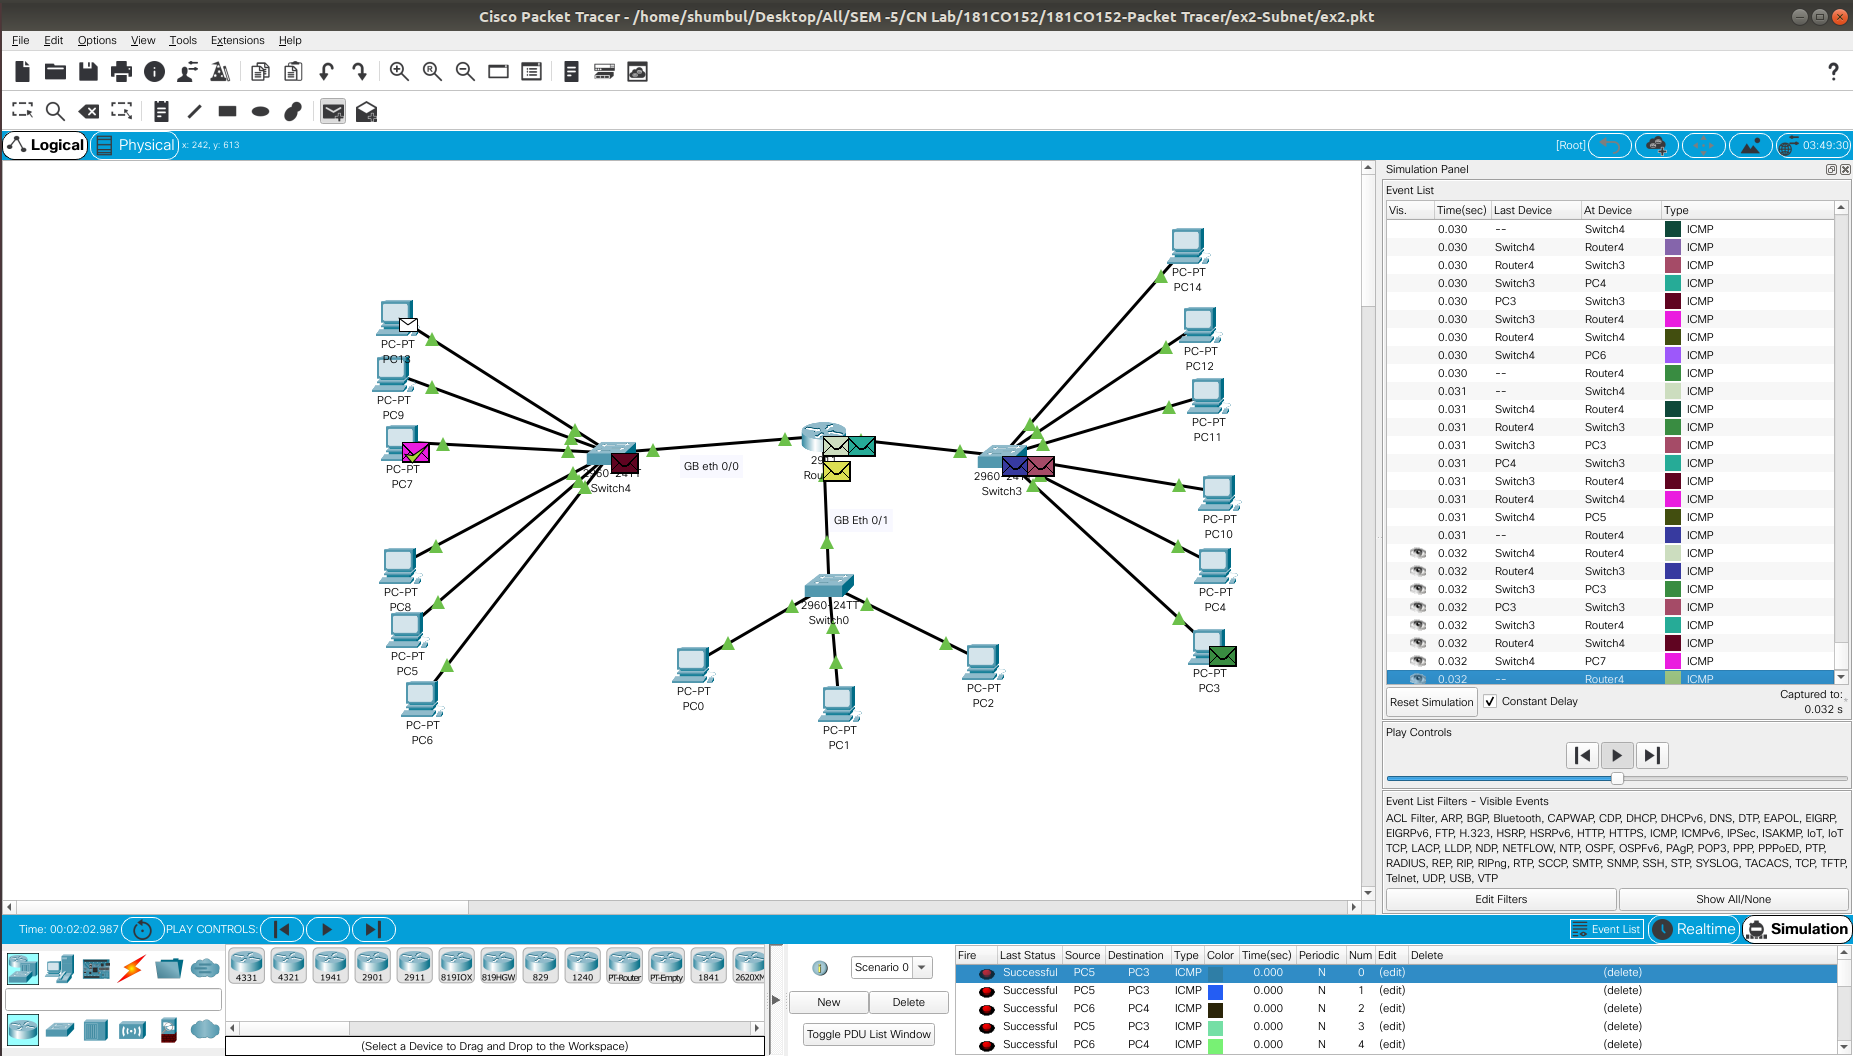 Cisco Packet Tracer - /home/shumbul/Desktop/All/SEM -5/CN Lab/181CO152/181CO152-Packet Tracer/ex2-Subnet/ex2.pkt
File Edit Options View Tools Extensions Help
?
Logical Physical x: 242, y: 613 [Root] 03:49:30
PC-PT
PC14
PC-PT
PC12
PC-PT
PC11
PC-PT
PC10
PC-PT
PC4
PC-PT
PC3
PC-PT
PC13
PC-PT
PC9
PC-PT
PC7
PC-PT
PC8
PC-PT
PC5
PC-PT
PC6
Switch4
GB eth 0/0
GB Eth 0/1
Switch3
2960-24TT
Switch0
PC-PT
PC0
PC-PT
PC1
PC-PT
PC2
Simulation Panel
Event List
Vis. Time(sec) Last Device At Device Type
0.030 -- Switch4 ICMP
0.030 Switch4 Router4 ICMP
0.030 Router4 Switch3 ICMP
0.030 Switch3 PC4 ICMP
0.030 PC3 Switch3 ICMP
0.030 Switch3 Router4 ICMP
0.030 Router4 Switch4 ICMP
0.030 Switch4 PC6 ICMP
0.030 -- Router4 ICMP
0.031 -- Switch4 ICMP
0.031 Switch4 Router4 ICMP
0.031 Router4 Switch3 ICMP
0.031 Switch3 PC3 ICMP
0.031 PC4 Switch3 ICMP
0.031 Switch3 Router4 ICMP
0.031 Router4 Switch4 ICMP
0.031 Switch4 PC5 ICMP
0.031 -- Router4 ICMP
0.032 Switch4 Router4 ICMP
0.032 Router4 Switch3 ICMP
0.032 Switch3 PC3 ICMP
0.032 PC3 Switch3 ICMP
0.032 Switch3 Router4 ICMP
0.032 Router4 Switch4 ICMP
0.032 Switch4 PC7 ICMP
0.032 -- Router4 ICMP
Reset Simulation Constant Delay Captured to:
0.032 s
Play Controls
Event List Filters - Visible Events
ACL Filter, ARP, BGP, Bluetooth, CAPWAP, CDP, DHCP, DHCPv6, DNS, DTP, EAPOL, EIGRP,
EIGRPv6, FTP, H.323, HSRP, HSRPv6, HTTP, HTTPS, ICMP, ICMPv6, IPSec, ISAKMP, IoT, IoT
TCP, LACP, LLDP, NDP, NETFLOW, NTP, OSPF, OSPFv6, PAgP, POP3, PPP, PPPoED, PTP,
RADIUS, REP, RIP, RIPng, RTP, SCCP, SMTP, SNMP, SSH, STP, SYSLOG, TACACS, TCP, TFTP,
Telnet, UDP, USB, VTP
Edit Filters Show All/None
Time: 00:02:02.987 PLAY CONTROLS: Event List Realtime Simulation
4331 4321 1941 2901 2911 819IOX 819HGW 829 1240 PT-Router PT-Empty 1841 2620XM
(Select a Device to Drag and Drop to the Workspace)
Scenario 0
New Delete
Toggle PDU List Window
Fire Last Status Source Destination Type Color Time(sec) Periodic Num Edit Delete
Successful PC5 PC3 ICMP 0.000 N 0 (edit) (delete)
Successful PC5 PC3 ICMP 0.000 N 1 (edit) (delete)
Successful PC6 PC4 ICMP 0.000 N 2 (edit) (delete)
Successful PC5 PC3 ICMP 0.000 N 3 (edit) (delete)
Successful PC6 PC4 ICMP 0.000 N 4 (edit) (delete)